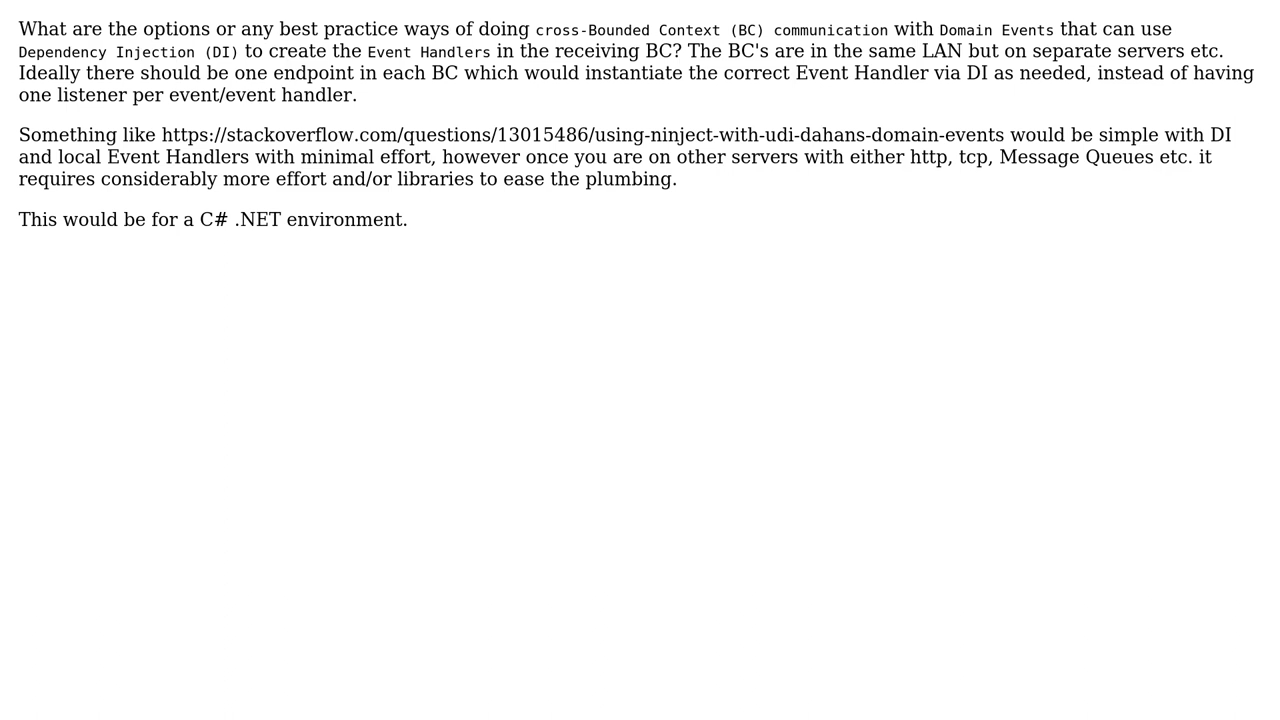 What are the options or any best practice ways of doing cross-Bounded Context (BC) communication with Domain Events that can use
Dependency Injection (DI) to create the Event Handlers in the receiving BC? The BC's are in the same LAN but on separate servers etc.
Ideally there should be one endpoint in each BC which would instantiate the correct Event Handler via DI as needed, instead of having
one listener per event/event handler.
Something like https://stackoverflow.com/questions/13015486/using-ninject-with-udi-dahans-domain-events would be simple with DI
and local Event Handlers with minimal effort, however once you are on other servers with either http, tcp, Message Queues etc. it
requires considerably more effort and/or libraries to ease the plumbing.
This would be for a C# .NET environment.